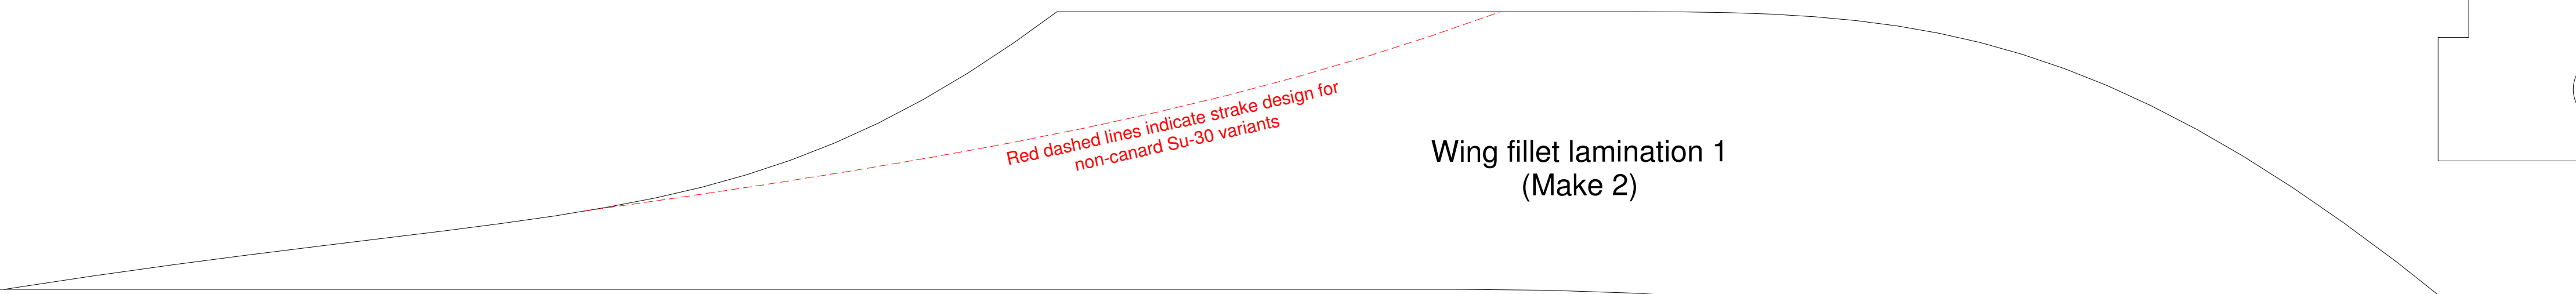 Red dashed lines indicate strake design for
non-canard Su-30 variants
Wing fillet lamination 1
(Make 2)